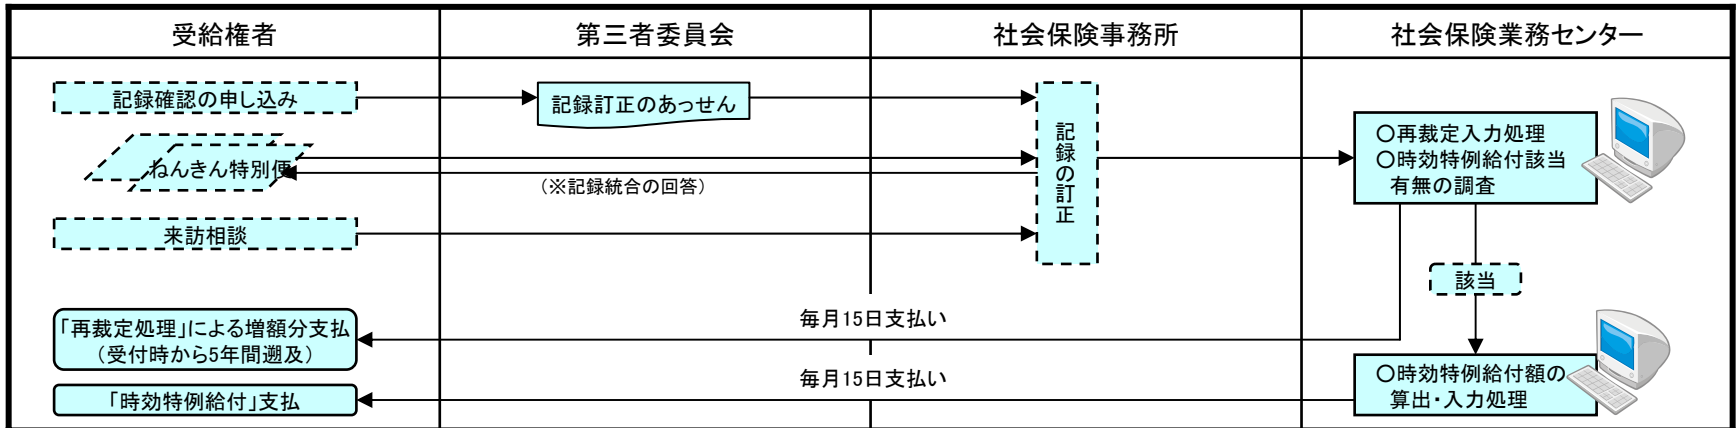 受給権者
第三者委員会
社会保険事務所
社会保険業務センター
記録確認の申し込み
記録訂正のあっせん
ねんきん特別便
(※記録統合の回答)
来訪相談
記録の訂正
○再裁定入力処理
○時効特例給付該当
有無の調査
該当
毎月15日支払い
「再裁定処理」による増額分支払
(受付時から5年間遡及)
毎月15日支払い
「時効特例給付」支払
○時効特例給付額の
算出・入力処理